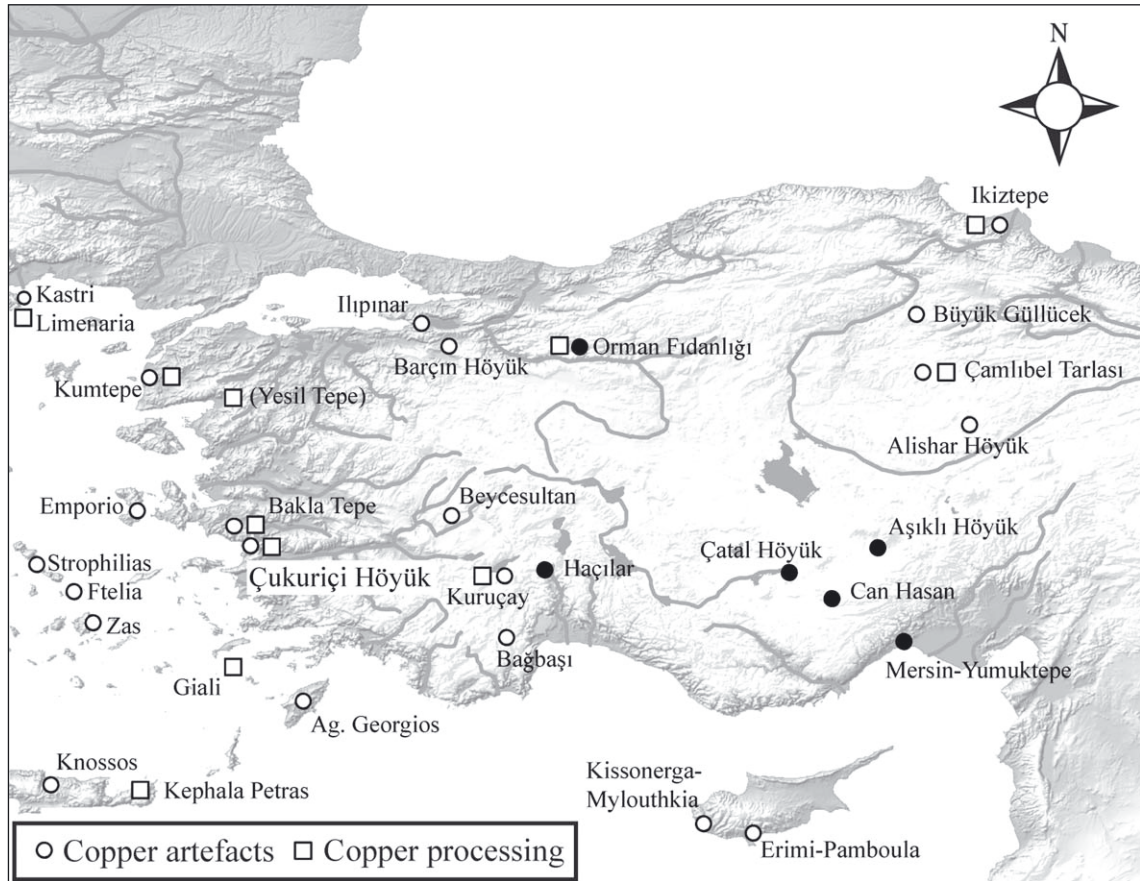 N
Ikiztepe
Kastri
Limenaria
Ilıpınar
Büyük Güllücek
Barçın Höyük
Orman Fıdanlığı
Kumtepe
(Yesil Tepe)
Çamlıbel Tarlası
Alishar Höyük
Emporio
Bakla Tepe
Beycesultan
Aşıklı Höyük
Strophilias
Çatal Höyük
Çukuriçi Höyük
Haçılar
Ftelia
Kuruçay
Can Hasan
Zas
Bağbaşı
Mersin-Yumuktepe
Giali
Ag. Georgios
Knossos
Kephala Petras
Kissonerga-
Mylouthkia
Erimi-Pamboula
Copper artefacts
Copper processing